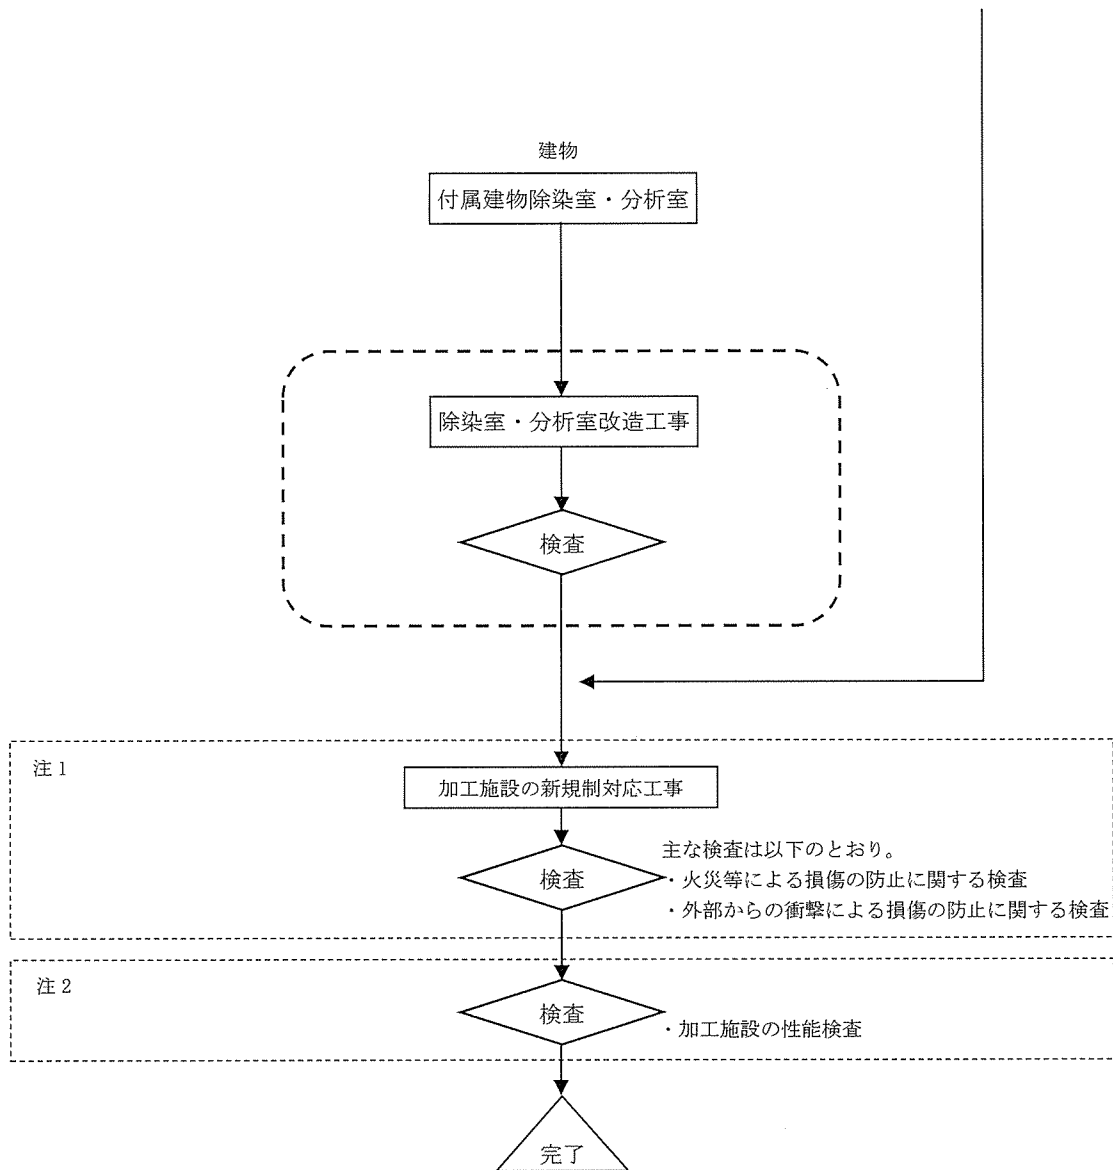 建物
付属建物除染室・分析室
除染室・分析室改造工事
検査
注1
加工施設の新規制対応工事
検査
主な検査は以下のとおり。
・火災等による損傷の防止に関する検査
・外部からの衝撃による損傷の防止に関する検査
注2
検査
・加工施設の性能検査
完了